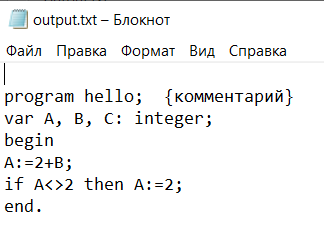 output.txt – Блокнот
Файл Правка Формат Вид Справка
program hello;  {комментарий}
var A, B, C: integer;
begin
A:=2+B;
if A<>2 then A:=2;
end.